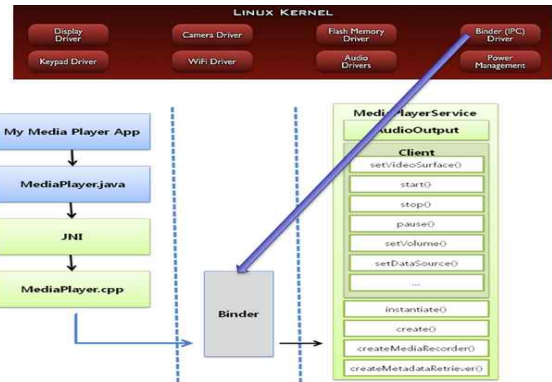 LINUX KERNEL
Display Driver
Camera Driver
Flash Memory Driver
Binder (IPC) Driver
Keypad Driver
WiFi Driver
Audio Drivers
Power Management
My Media Player App
MediaPlayer.java
JNI
MediaPlayer.cpp
Binder
MediaPlayerService
AudioOutput
Client
setVideoSurface()
start()
stop()
pause()
setVolume()
setDataSource()
...
instantiate()
create()
createMediaRecorder()
createMetadataRetriever()